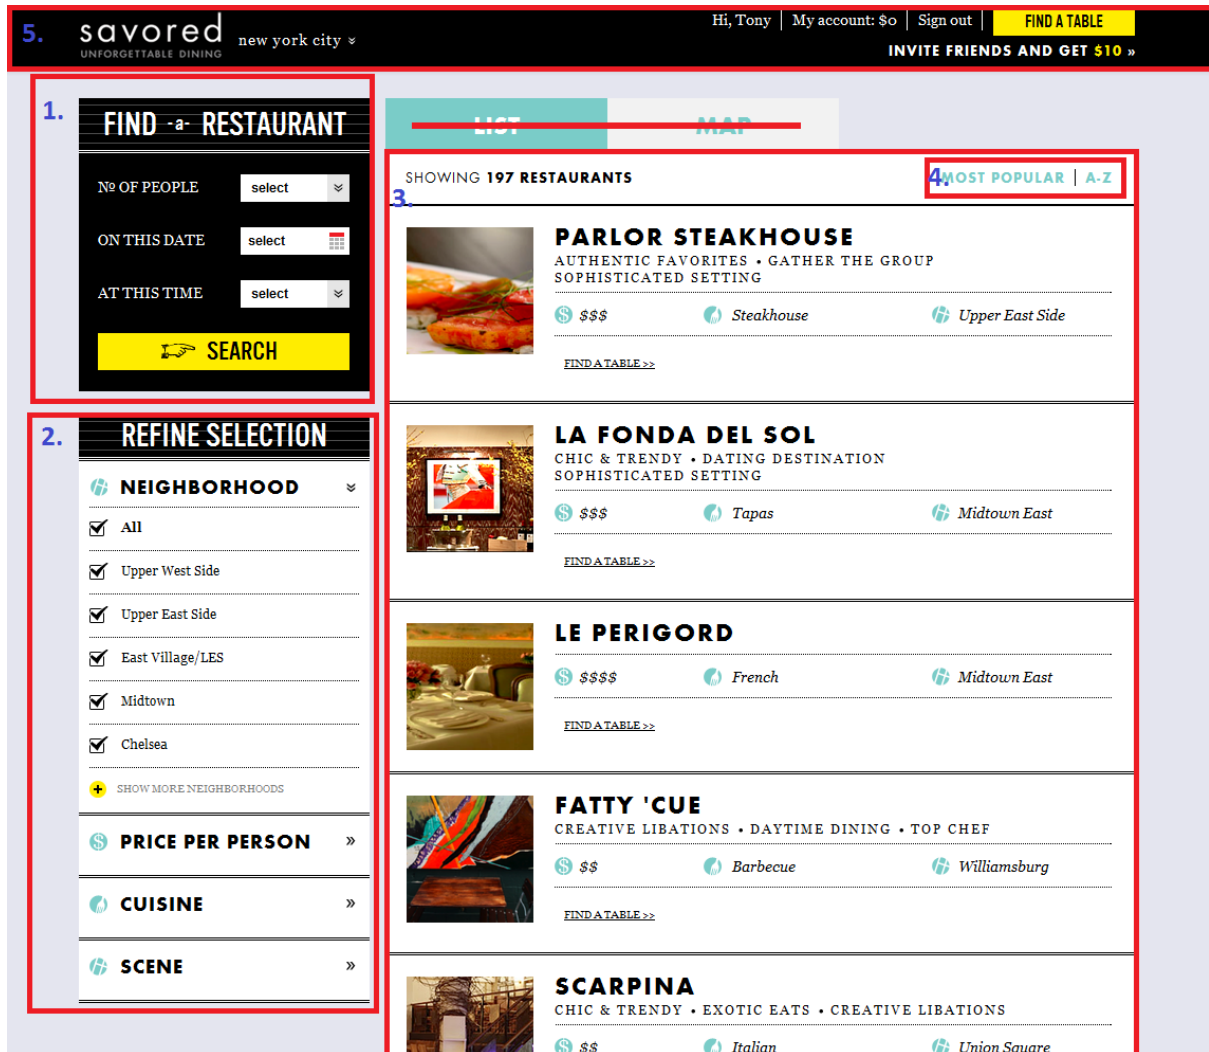 5.
savored
UNFORGETTABLE DINING
new york city
Hi, Tony | My account: $0 | Sign out |
FIND A TABLE
INVITE FRIENDS AND GET $10 »
1.
FIND -a- RESTAURANT
Nº OF PEOPLE select
ON THIS DATE select
AT THIS TIME select
SEARCH
2.
REFINE SELECTION
NEIGHBORHOOD
All
Upper West Side
Upper East Side
East Village/LES
Midtown
Chelsea
+ SHOW MORE NEIGHBORHOODS
PRICE PER PERSON »
CUISINE »
SCENE »
LIST
MAP
SHOWING 197 RESTAURANTS
3.
4.
MOST POPULAR | A-Z
PARLOR STEAKHOUSE
AUTHENTIC FAVORITES • GATHER THE GROUP
SOPHISTICATED SETTING
$ $$$ Steakhouse Upper East Side
FIND A TABLE >>
LA FONDA DEL SOL
CHIC & TRENDY • DATING DESTINATION
SOPHISTICATED SETTING
$ $$$ Tapas Midtown East
FIND A TABLE >>
LE PERIGORD
$ $$$$ French Midtown East
FIND A TABLE >>
FATTY 'CUE
CREATIVE LIBATIONS • DAYTIME DINING • TOP CHEF
$ $$ Barbecue Williamsburg
FIND A TABLE >>
SCARPINA
CHIC & TRENDY • EXOTIC EATS • CREATIVE LIBATIONS
$ $$ Italian Union Square